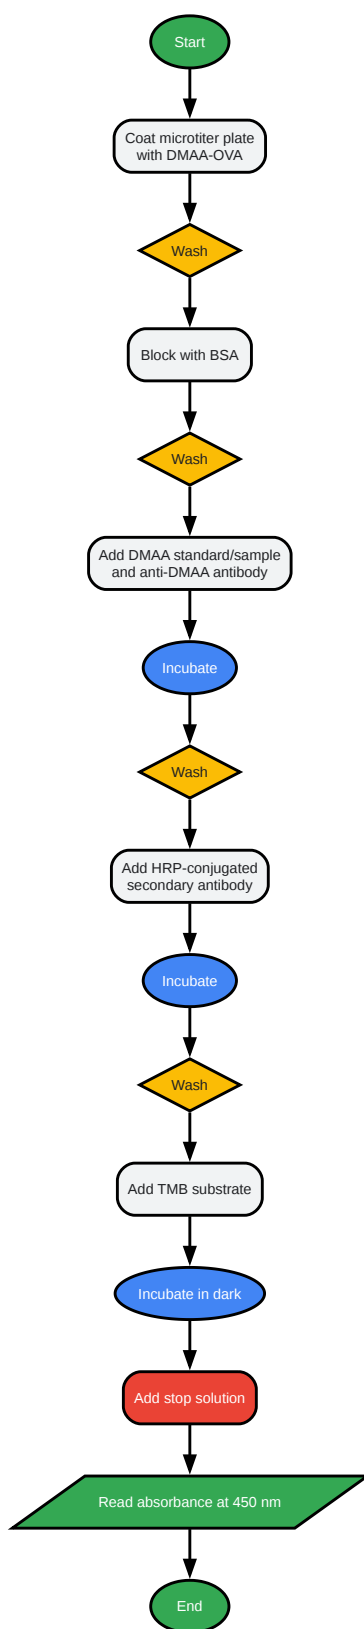 Start
Coat microtiter plate
with DMAA-OVA
Wash
Block with BSA
Wash
Add DMAA standard/sample
and anti-DMAA antibody
Incubate
Wash
Add HRP-conjugated
secondary antibody
Incubate
Wash
Add TMB substrate
Incubate in dark
Add stop solution
Read absorbance at 450 nm
End